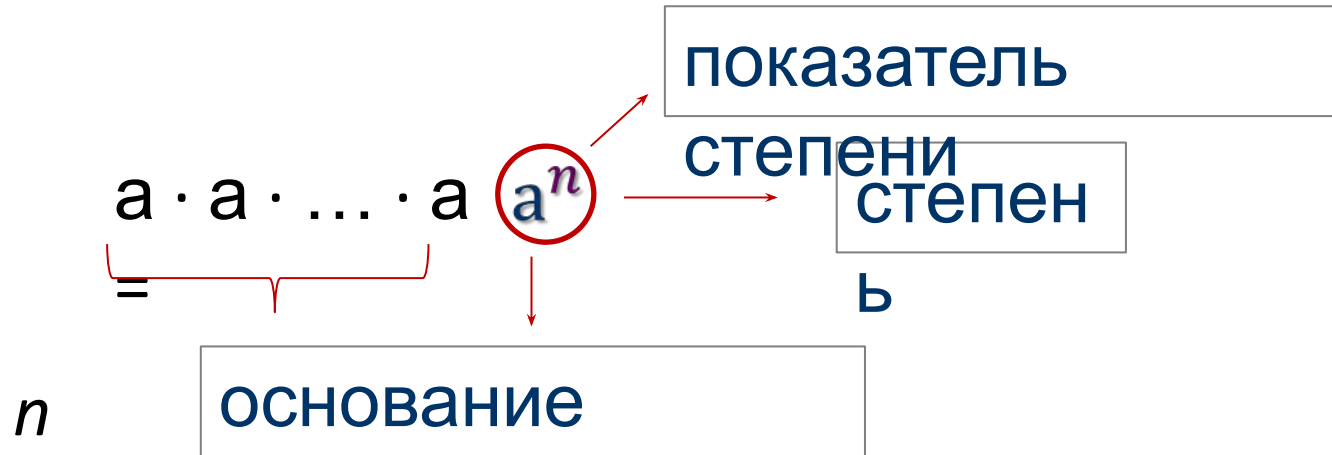 показатель
степени
a · a · … · a aⁿ
степен
=
ь
основание
n